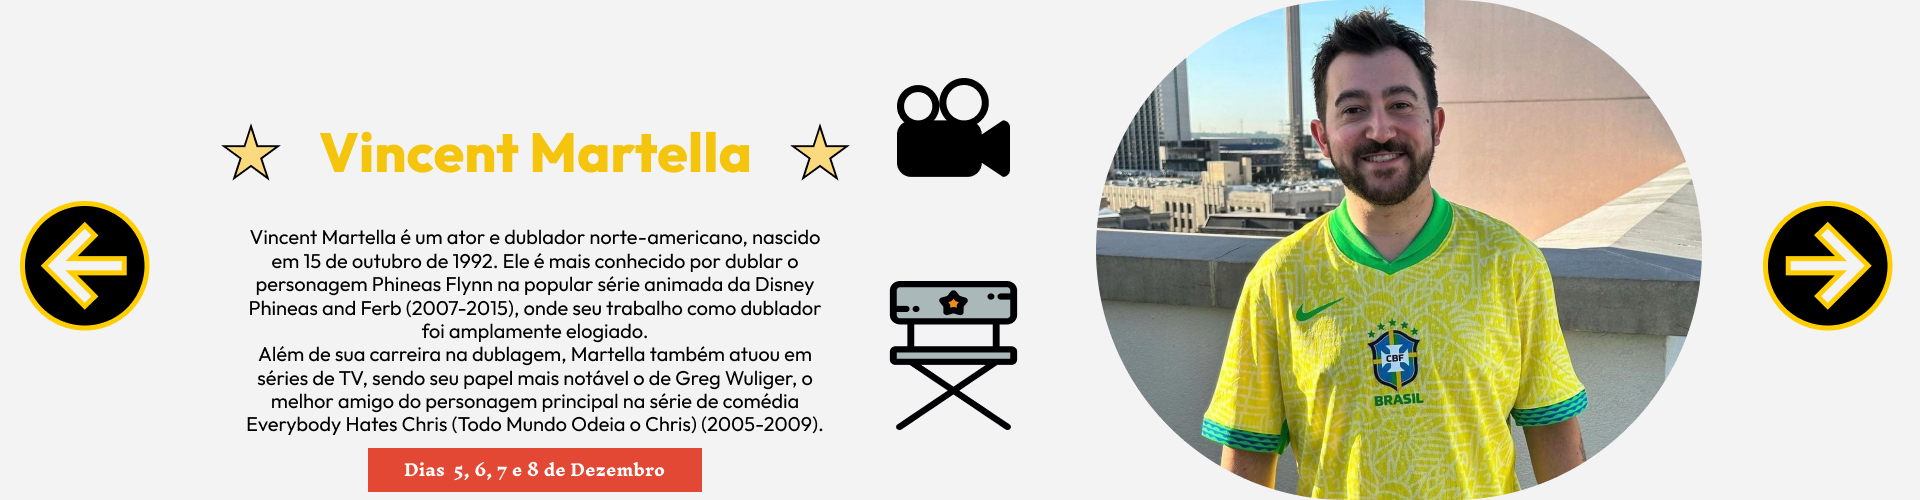 Vincent Martella
Vincent Martella é um ator e dublador norte-americano, nascido
em 15 de outubro de 1992. Ele é mais conhecido por dublar o
personagem Phineas Flynn na popular série animada da Disney
Phineas and Ferb (2007-2015), onde seu trabalho como dublador
foi amplamente elogiado.
Além de sua carreira na dublagem, Martella também atuou em
séries de TV, sendo seu papel mais notável o de Greg Wuliger, o
melhor amigo do personagem principal na série de comédia
Everybody Hates Chris (Todo Mundo Odeia o Chris) (2005-2009).
Dias 5, 6, 7 e 8 de Dezembro
CBF
BRASIL